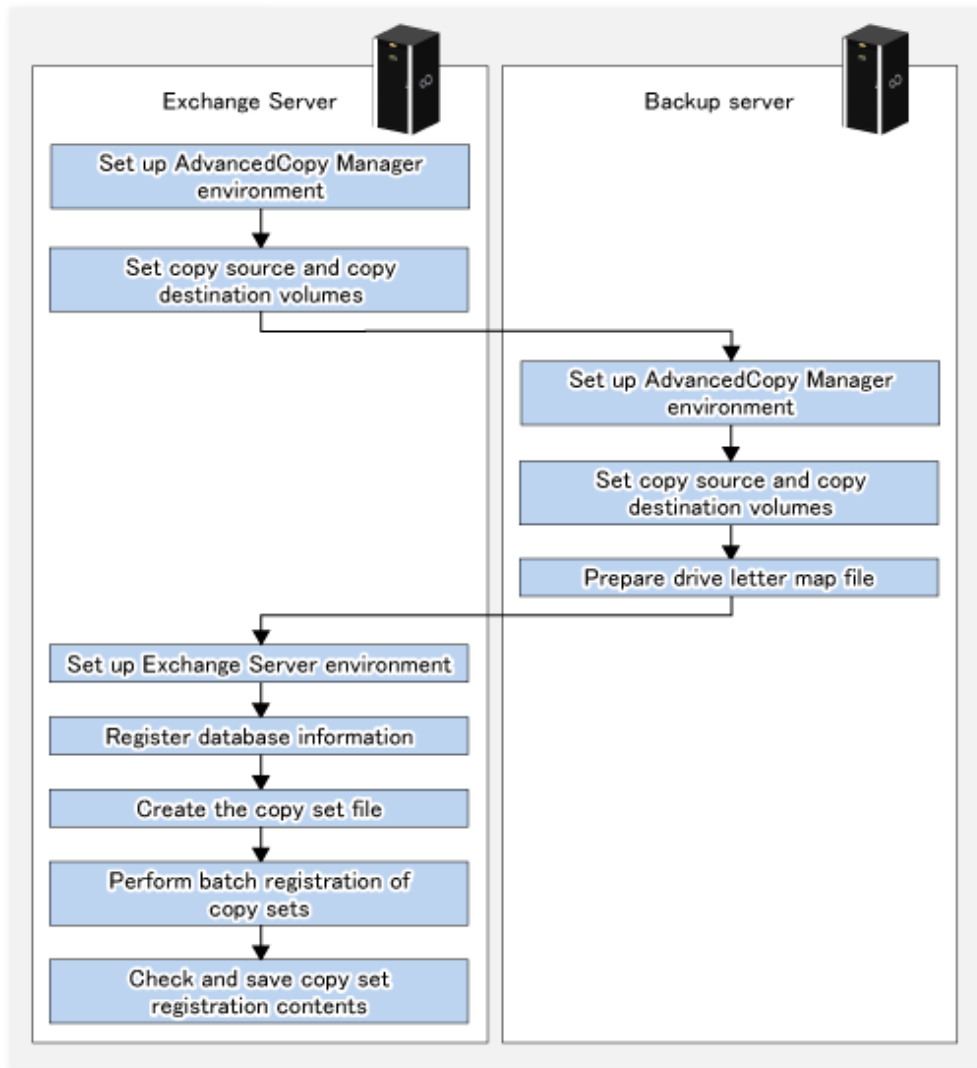 Exchange Server
Backup server
Set up AdvancedCopy Manager
environment
Set copy source and copy
destination volumes
Set up AdvancedCopy Manager
environment
Set copy source and copy
destination volumes
Prepare drive letter map file
Set up Exchange Server environment
Register database information
Create the copy set file
Perform batch registration of
copy sets
Check and save copy set
registration contents